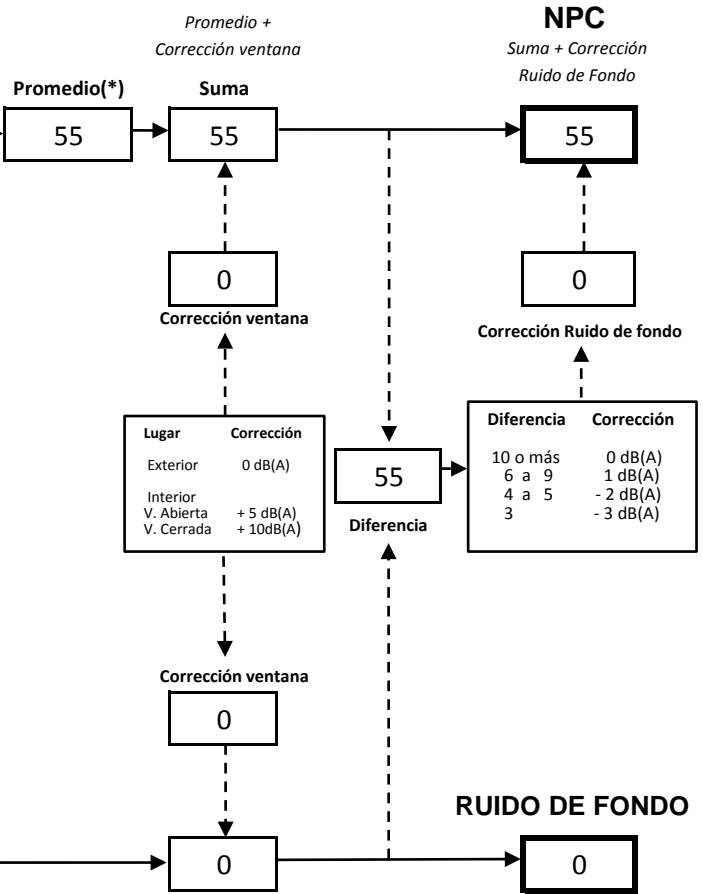 Promedio +
Corrección ventana
NPC
Suma + Corrección
Ruido de Fondo
Promedio(*)
Suma
55
55
55
0
0
Corrección ventana
Corrección Ruido de fondo
Lugar Corrección
Exterior 0 dB(A)
Interior
V. Abierta + 5 dB(A)
V. Cerrada + 10dB(A)
55
Diferencia
Diferencia Corrección
10 o más 0 dB(A)
6 a 9 1 dB(A)
4 a 5 - 2 dB(A)
3 - 3 dB(A)
Corrección ventana
0
RUIDO DE FONDO
0
0